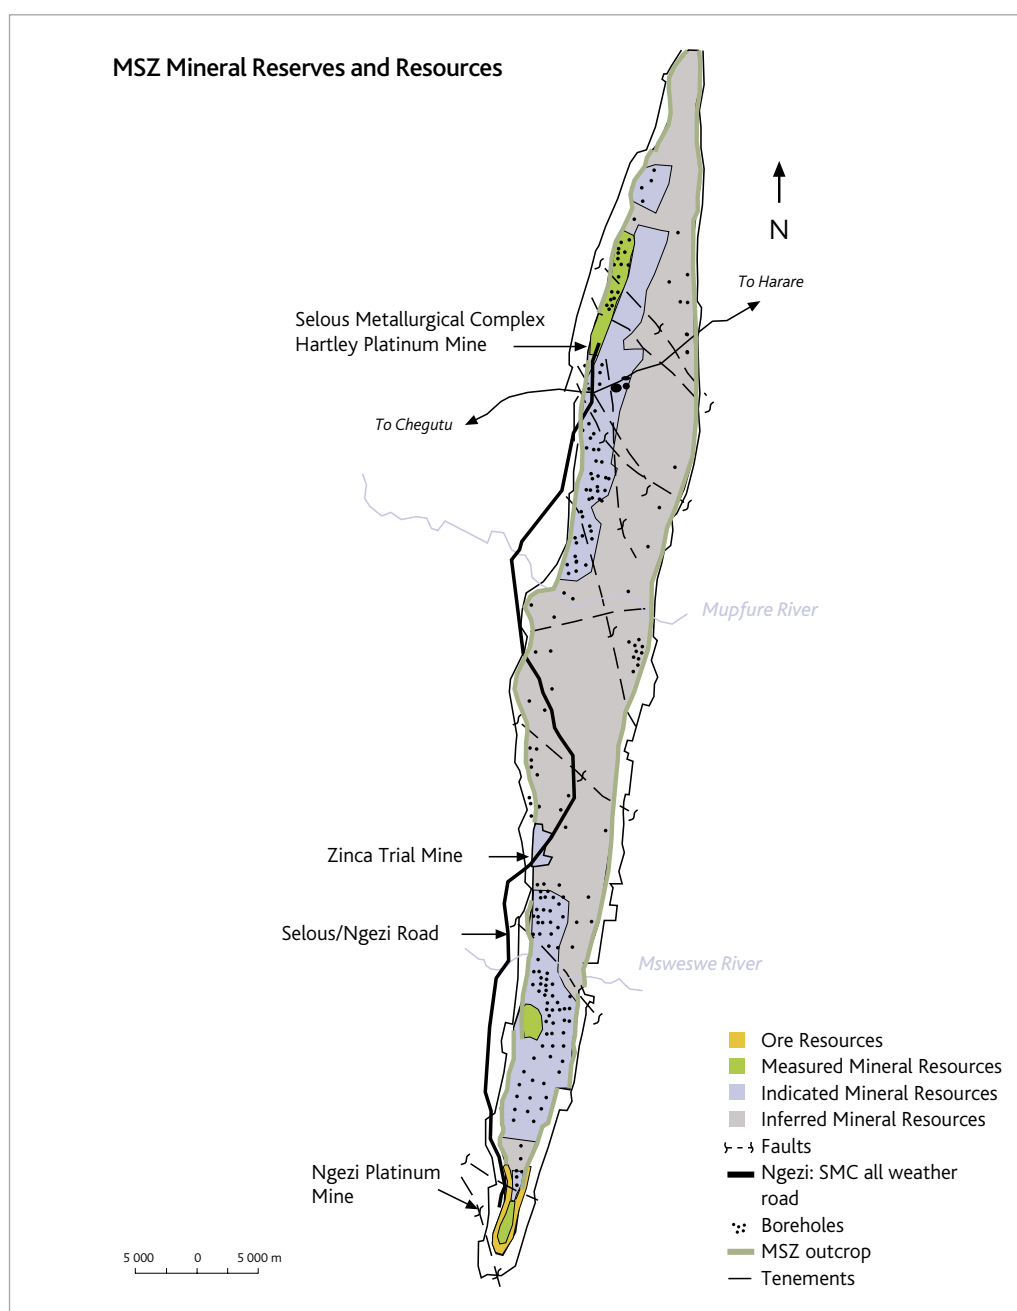 MSZ Mineral Reserves and Resources
N
To Harare
Selous Metallurgical Complex
Hartley Platinum Mine
To Chegutu
Mupfure River
Zinca Trial Mine
Selous/Ngezi Road
Msweswe River
Ore Resources
Measured Mineral Resources
Indicated Mineral Resources
Inferred Mineral Resources
Faults
Ngezi: SMC all weather
road
Boreholes
MSZ outcrop
Tenements
Ngezi Platinum
Mine
5 000 0 5 000 m